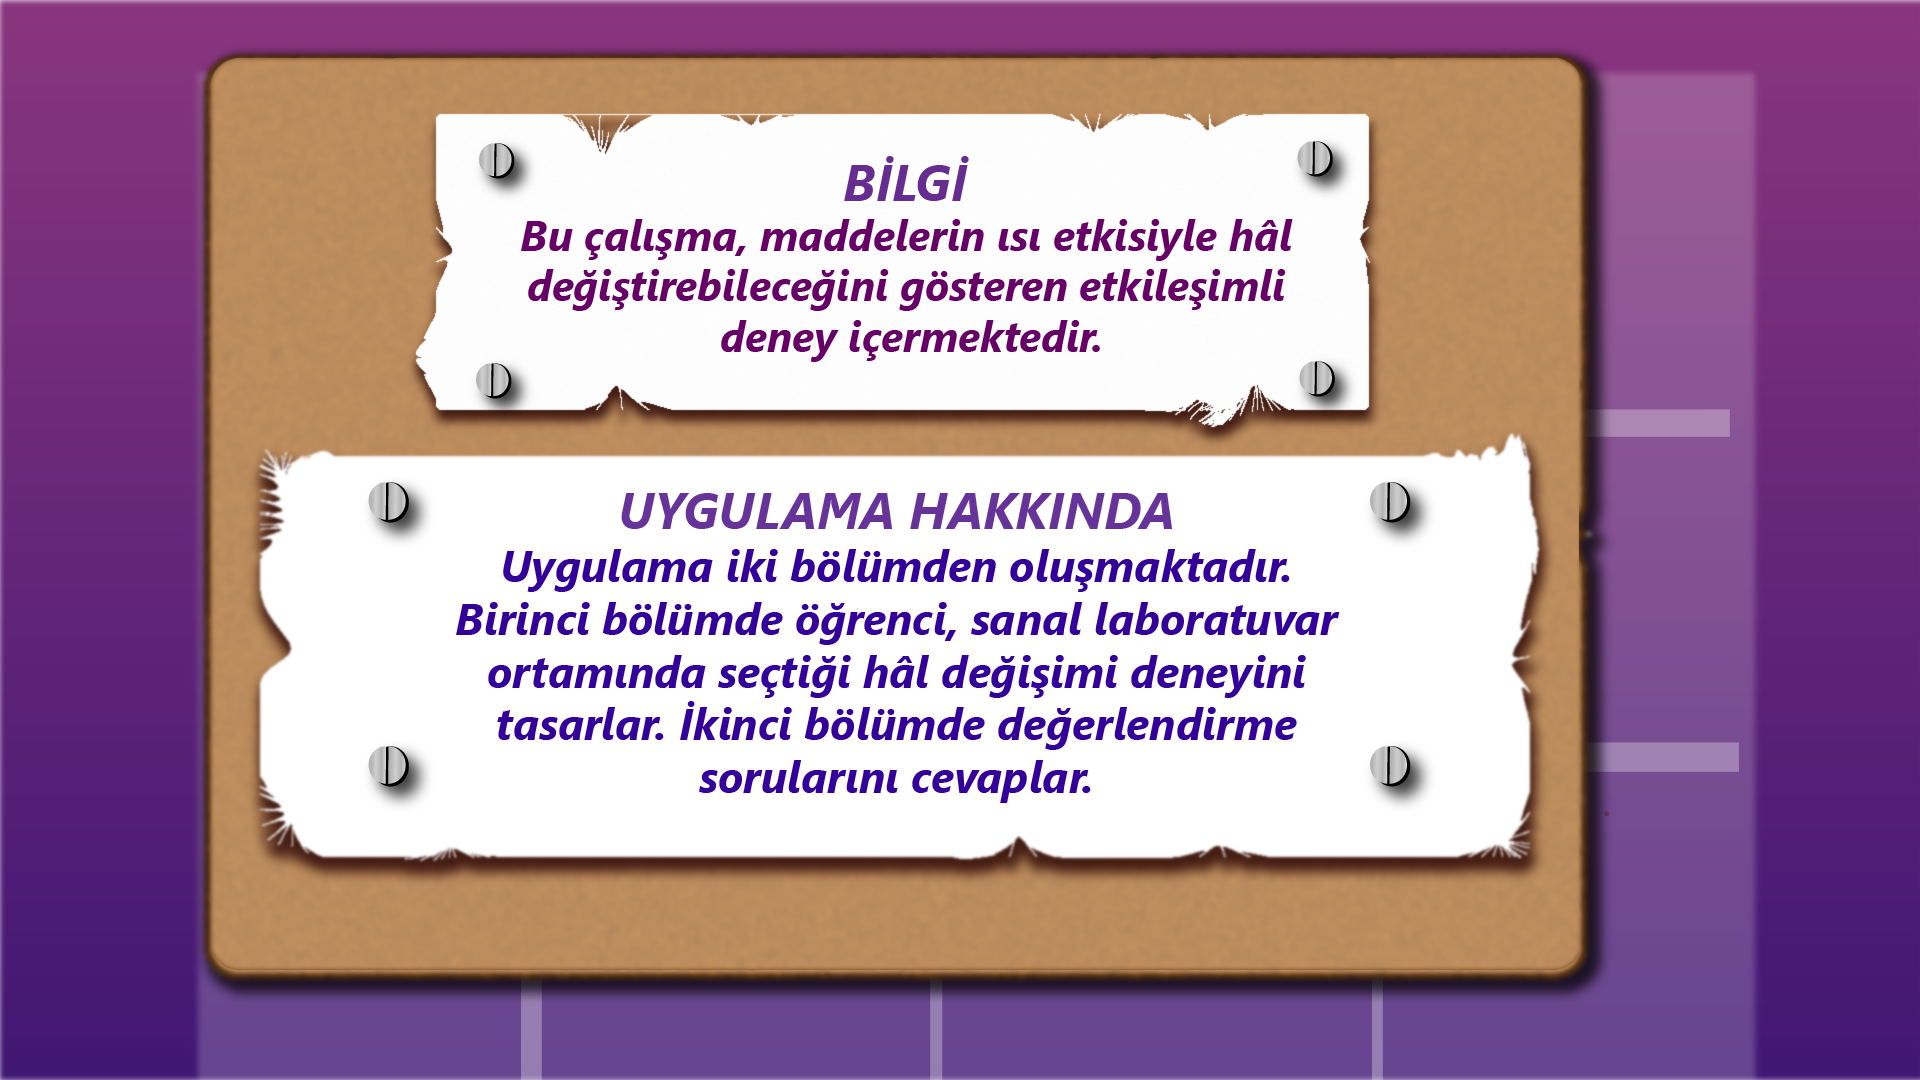 BİLGİ
Bu çalışma, maddelerin ısı etkisiyle hâl
değiştirebileceğini gösteren etkileşimli
deney içermektedir.
UYGULAMA HAKKINDA
Uygulama iki bölümden oluşmaktadır.
Birinci bölümde öğrenci, sanal laboratuvar
ortamında seçtiği hâl değişimi deneyini
tasarlar. İkinci bölümde değerlendirme
sorularını cevaplar.